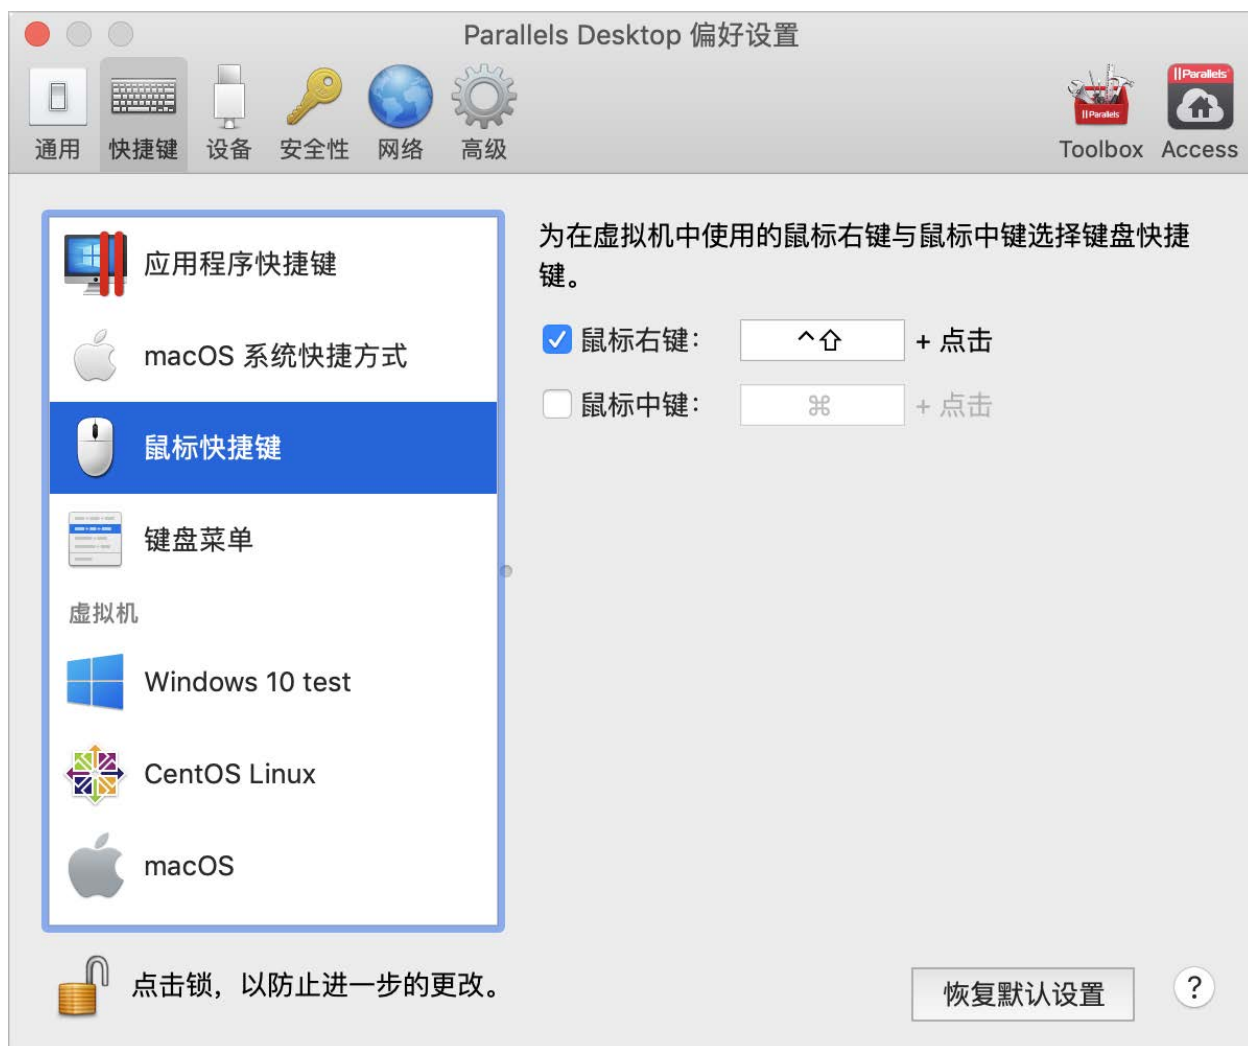 Parallels Desktop 偏好设置
通用 快捷键 设备 安全性 网络 高级 Toolbox Access
|| Parallels
|| Parallels®
应用程序快捷键
macOS 系统快捷方式
鼠标快捷键
键盘菜单
虚拟机
Windows 10 test
CentOS Linux
macOS
为在虚拟机中使用的鼠标右键与鼠标中键选择键盘快捷
键。
鼠标右键： ^⇧ + 点击
鼠标中键： ⌘ + 点击
点击锁，以防止进一步的更改。
恢复默认设置 ?